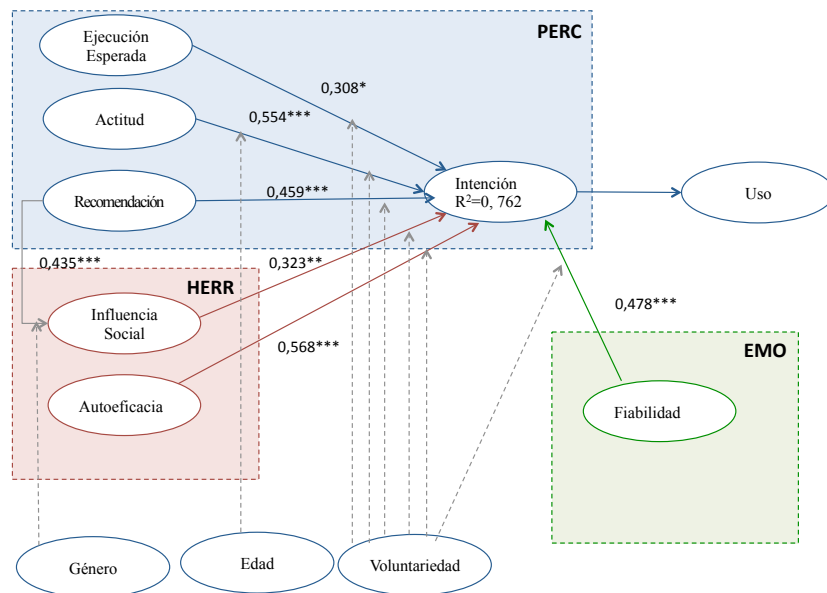 PERC
Ejecución
Esperada
0,308*
Actitud
0,554***
Recomendación
0,459***
Intención
R²=0, 762
Uso
0,435***
HERR
0,323**
Influencia
Social
0,568***
0,478***
EMO
Autoeficacia
Fiabilidad
Género
Edad
Voluntariedad